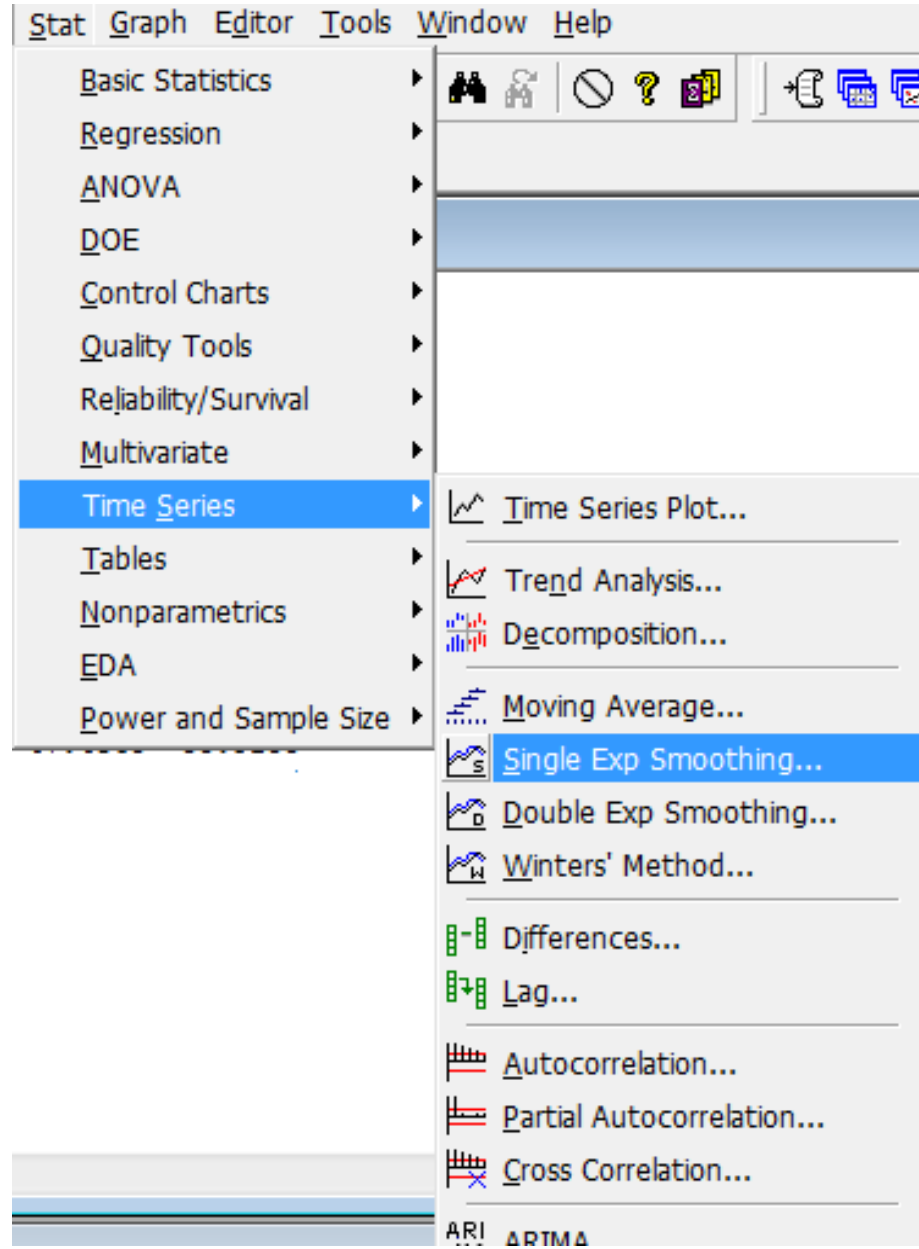 Stat Graph Editor Tools Window Help
Basic Statistics
Regression
ANOVA
DOE
Control Charts
Quality Tools
Reliability/Survival
Multivariate
Time Series
Tables
Nonparametrics
EDA
Power and Sample Size
Time Series Plot...
Trend Analysis...
Decomposition...
Moving Average...
Single Exp Smoothing...
Double Exp Smoothing...
Winters' Method...
Differences...
Lag...
Autocorrelation...
Partial Autocorrelation...
Cross Correlation...
ARIMA